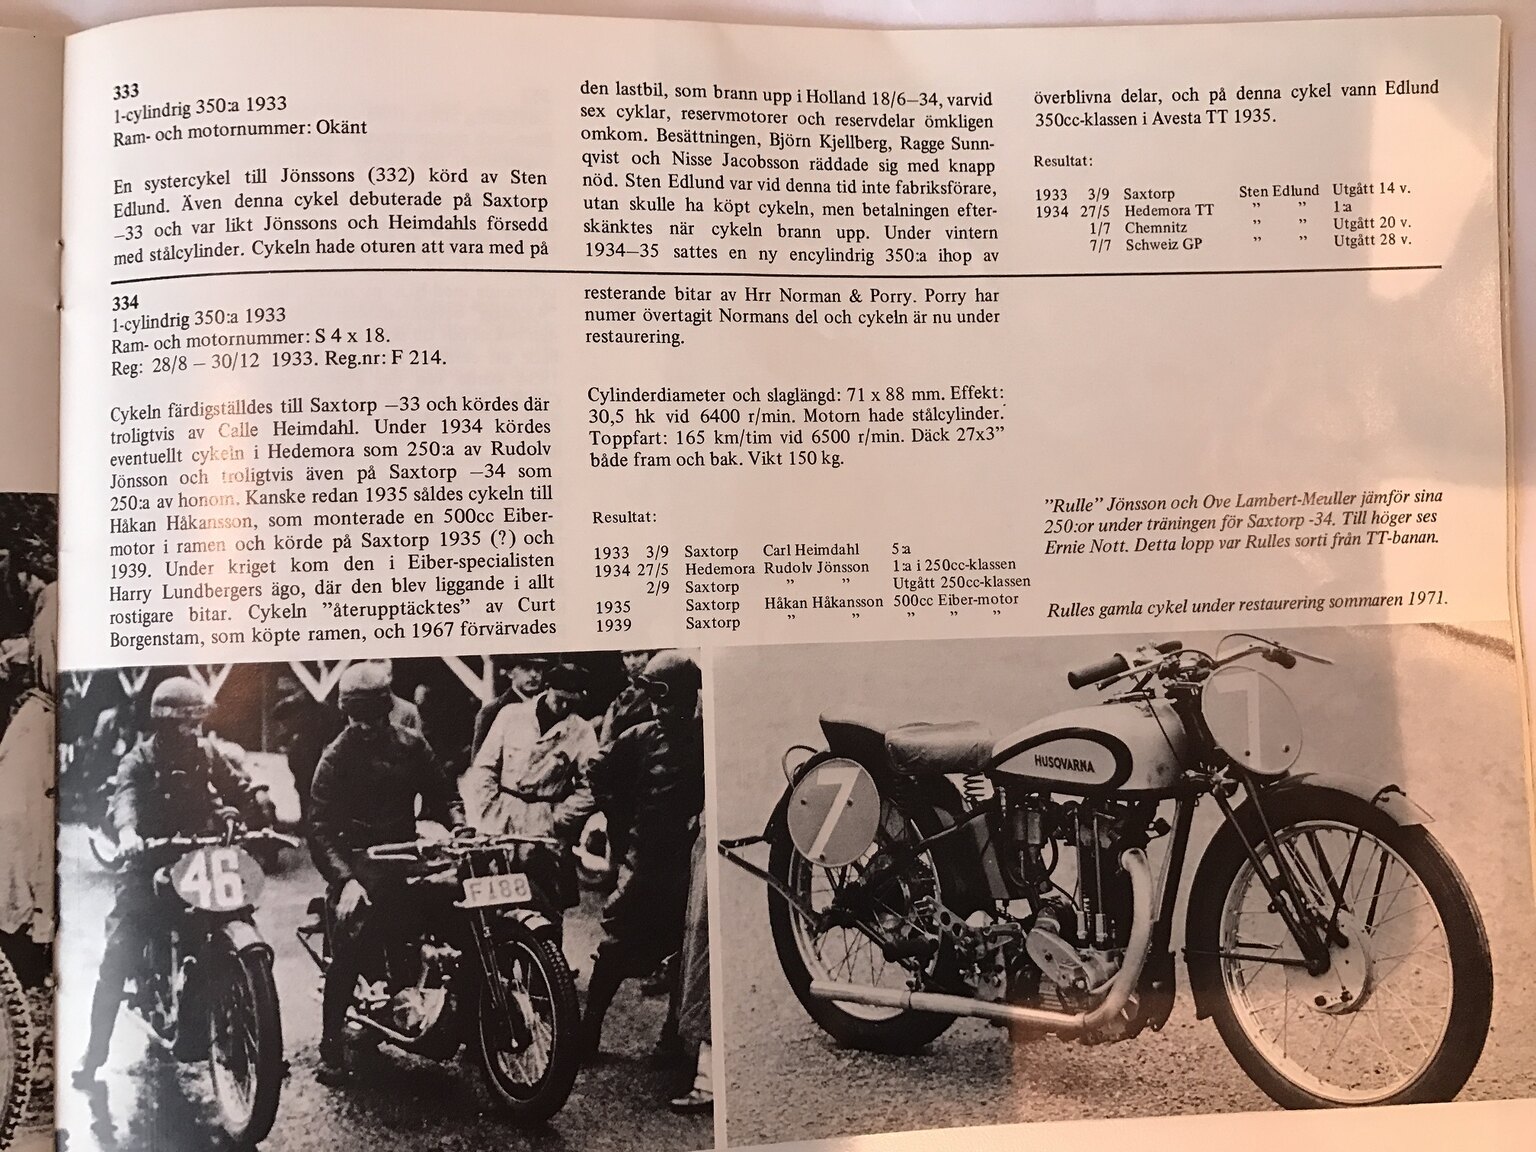 333
1-cylindrig 350:a 1933
Ram- och motornummer: Okänt
En systercykel till Jönssons (332) körd av Sten
Edlund. Även denna cykel debuterade på Saxtorp
–33 och var likt Jönssons och Heimdahls försedd
med stålcylinder. Cykeln hade oturen att vara med på
den lastbil, som brann upp i Holland 18/6–34, varvid
sex cyklar, reservmotorer och reservdelar ömkligen
omkom. Besättningen, Björn Kjellberg, Ragge Sunn-
qvist och Nisse Jacobsson räddade sig med knapp
nöd. Sten Edlund var vid denna tid inte fabriksförare,
utan skulle ha köpt cykeln, men betalningen efter-
skänktes när cykeln brann upp. Under vintern
1934–35 sattes en ny encylindrig 350:a ihop av
överblivna delar, och på denna cykel vann Edlund
350cc-klassen i Avesta TT 1935.
Resultat:
1933 3/9 Saxtorp Sten Edlund Utgått 14 v.
1934 27/5 Hedemora TT ” ” 1:a
1/7 Chemnitz ” ” Utgått 20 v.
7/7 Schweiz GP ” ” Utgått 28 v.
334
1-cylindrig 350:a 1933
Ram- och motornummer: S 4 x 18.
Reg: 28/8 – 30/12 1933. Reg.nr: F 214.
Cykeln färdigställdes till Saxtorp –33 och kördes där
troligtvis av Calle Heimdahl. Under 1934 kördes
eventuellt cykeln i Hedemora som 250:a av Rudolv
Jönsson och troligtvis även på Saxtorp –34 som
250:a av honom. Kanske redan 1935 såldes cykeln till
Håkan Håkansson, som monterade en 500cc Eiber-
motor i ramen och körde på Saxtorp 1935 (?) och
1939. Under kriget kom den i Eiber-specialisten
Harry Lundbergers ägo, där den blev liggande i allt
rostigare bitar. Cykeln ”återupptäcktes” av Curt
Borgenstam, som köpte ramen, och 1967 förvärvades
resterande bitar av Hrr Norman & Porry. Porry har
numer övertagit Normans del och cykeln är nu under
restaurering.
Cylinderdiameter och slaglängd: 71 x 88 mm. Effekt:
30,5 hk vid 6400 r/min. Motorn hade stålcylinder.
Toppfart: 165 km/tim vid 6500 r/min. Däck 27x3”
både fram och bak. Vikt 150 kg.
Resultat:
1933 3/9 Saxtorp Carl Heimdahl 5:a
1934 27/5 Hedemora Rudolv Jönsson 1:a i 250cc-klassen
2/9 Saxtorp ” ” Utgått 250cc-klassen
1935 Saxtorp Håkan Håkansson 500cc Eiber-motor
1939 Saxtorp ” ” ” ” ”
”Rulle” Jönsson och Ove Lambert-Meuller jämför sina
250:or under träningen för Saxtorp -34. Till höger ses
Ernie Nott. Detta lopp var Rulles sorti från TT-banan.
Rulles gamla cykel under restaurering sommaren 1971.
46
F188
7
HUSQVARNA
7